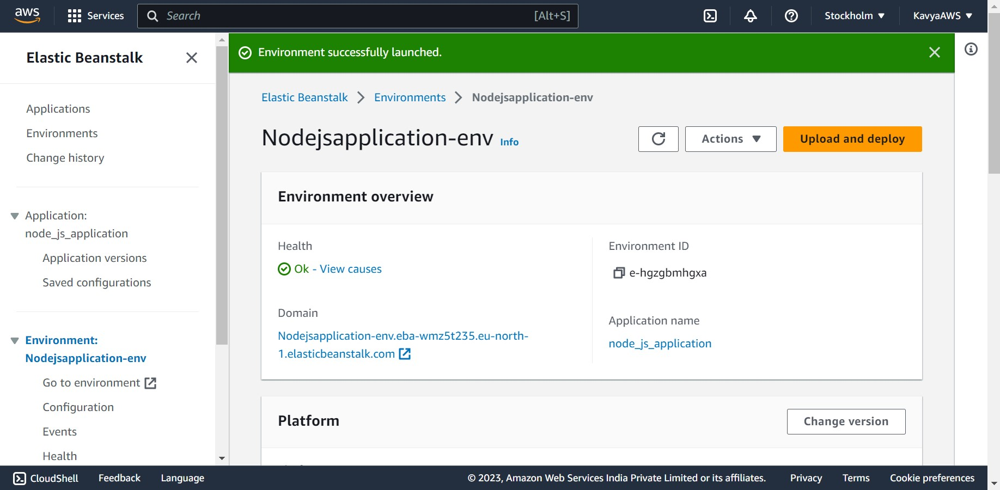 aws
Services
Search
[Alt+S]
Stockholm
KavyaAWS
Elastic Beanstalk
Applications
Environments
Change history
Application:
node_js_application
Application versions
Saved configurations
Environment:
Nodejsapplication-env
Go to environment
Configuration
Events
Health
Environment successfully launched.
Elastic Beanstalk
Environments
Nodejsapplication-env
Nodejsapplication-env Info
Actions
Upload and deploy
Environment overview
Health
Ok - View causes
Domain
Nodejsapplication-env.eba-wmz5t235.eu-north-
1.elasticbeanstalk.com
Environment ID
e-hgzgbmhgxa
Application name
node_js_application
Platform
Change version
CloudShell
Feedback
Language
© 2023, Amazon Web Services India Private Limited or its affiliates.
Privacy
Terms
Cookie preferences